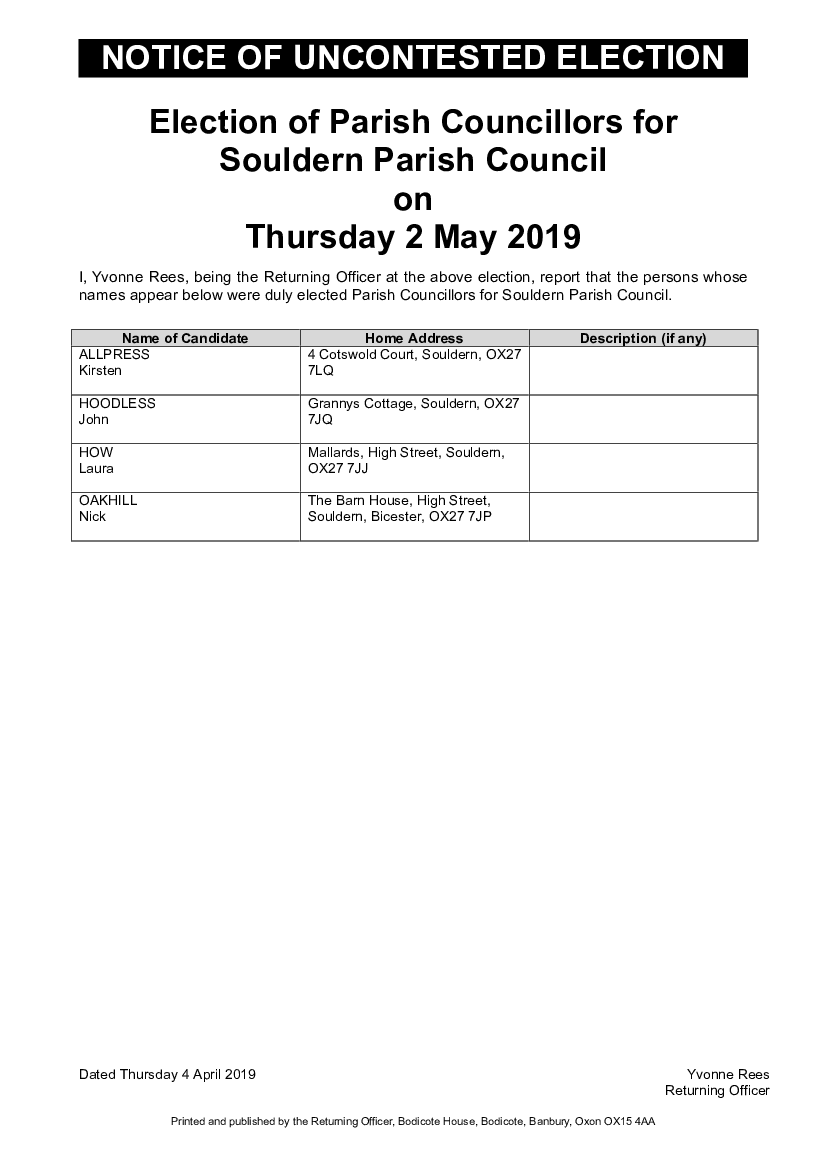 NOTICE OF UNCONTESTED ELECTION
Election of Parish Councillors for
Souldern Parish Council
on
Thursday 2 May 2019
I, Yvonne Rees, being the Returning Officer at the above election, report that the persons whose
names appear below were duly elected Parish Councillors for Souldern Parish Council.
Name of Candidate Home Address Description (if any)
ALLPRESS 4 Cotswold Court, Souldern, OX27
Kirsten 7LQ
HOODLESS Grannys Cottage, Souldern, OX27
John 7JQ
HOW Mallards, High Street, Souldern,
Laura OX27 7JJ
OAKHILL The Barn House, High Street,
Nick Souldern, Bicester, OX27 7JP
Dated Thursday 4 April 2019 Yvonne Rees
Returning Officer
Printed and published by the Returning Officer, Bodicote House, Bodicote, Banbury, Oxon OX15 4AA